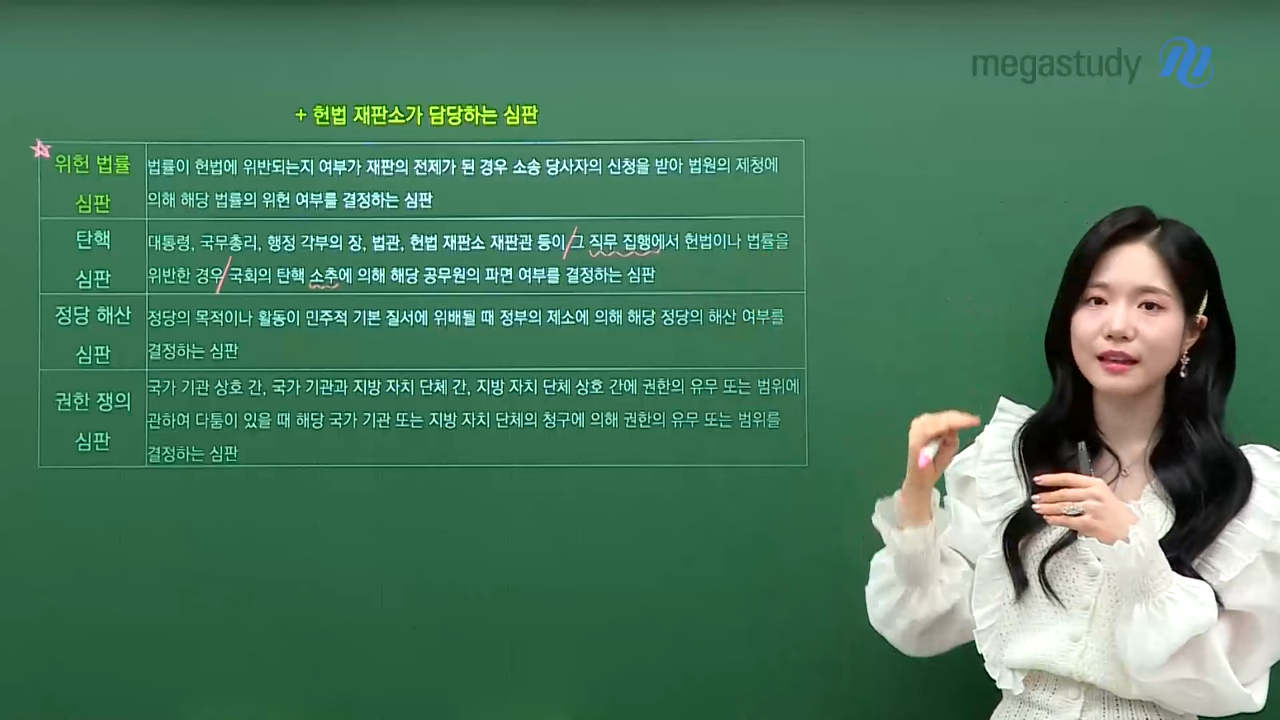 megastudy
+ 헌법 재판소가 담당하는 심판
위헌 법률
심판
법률이 헌법에 위반되는지 여부가 재판의 전제가 된 경우 소송 당사자의 신청을 받아 법원의 제청에
의해 해당 법률의 위헌 여부를 결정하는 심판
탄핵
심판
대통령, 국무총리, 행정 각부의 장, 법관, 헌법 재판소 재판관 등이 그 직무 집행에서 헌법이나 법률을
위반한 경우 국회의 탄핵 소추에 의해 해당 공무원의 파면 여부를 결정하는 심판
정당 해산
심판
정당의 목적이나 활동이 민주적 기본 질서에 위배될 때 정부의 제소에 의해 해당 정당의 해산 여부를
결정하는 심판
권한 쟁의
심판
국가 기관 상호 간, 국가 기관과 지방 자치 단체 간, 지방 자치 단체 상호 간에 권한의 유무 또는 범위에
관하여 다툼이 있을 때 해당 국가 기관 또는 지방 자치 단체의 청구에 의해 권한의 유무 또는 범위를
결정하는 심판